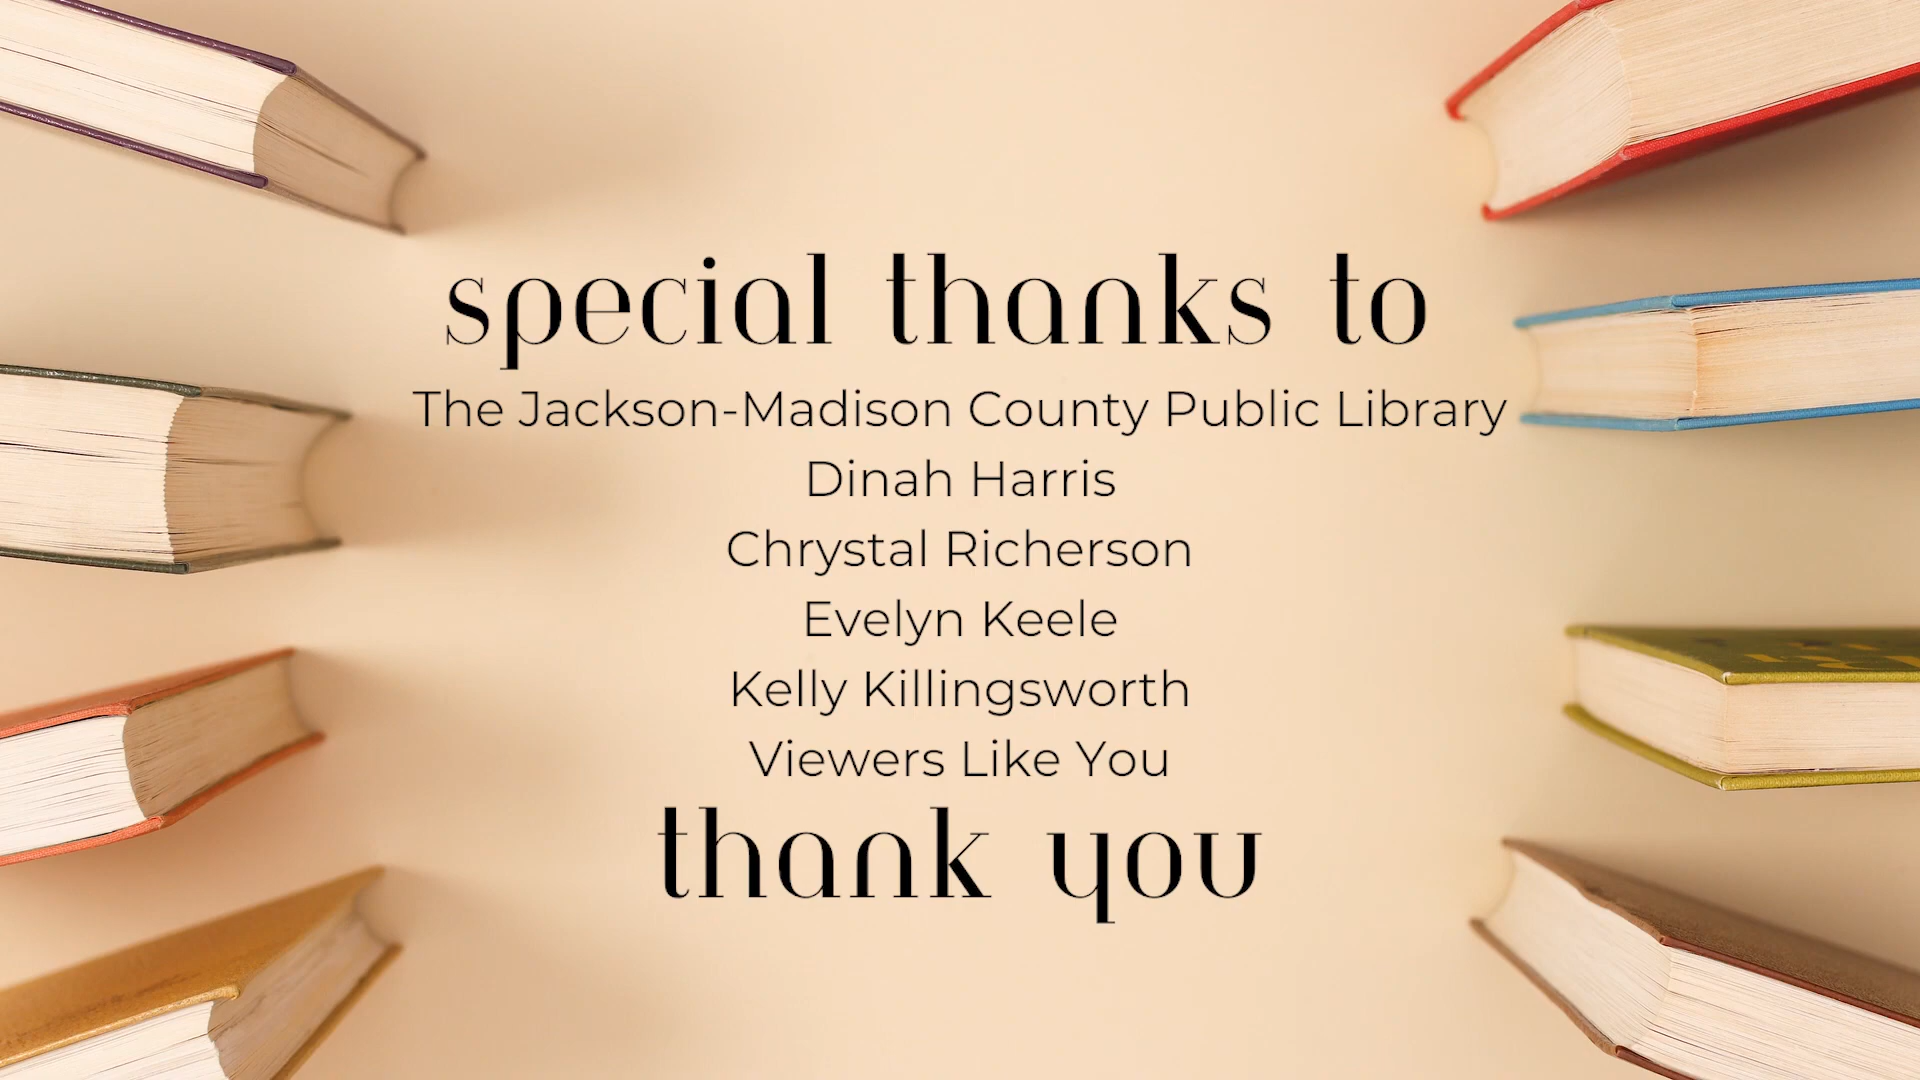 special thanks to
The Jackson-Madison County Public Library
Dinah Harris
Chrystal Richerson
Evelyn Keele
Kelly Killingsworth
Viewers Like You
thank you